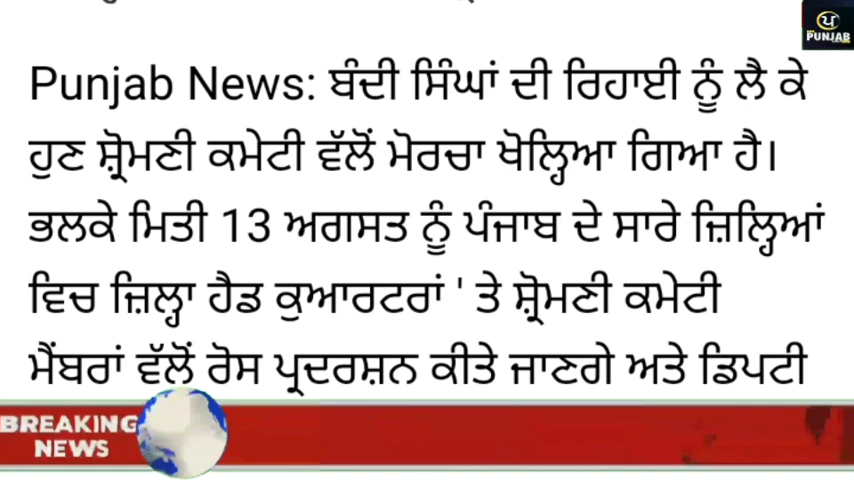 ਪ
PUNJAB
Punjab News: ਬੰਦੀ ਸਿੰਘਾਂ ਦੀ ਰਿਹਾਈ ਨੂੰ ਲੈ ਕੇ
ਹੁਣ ਸ਼੍ਰੋਮਣੀ ਕਮੇਟੀ ਵੱਲੋਂ ਮੋਰਚਾ ਖੋਲ੍ਹਿਆ ਗਿਆ ਹੈ।
ਭਲਕੇ ਮਿਤੀ 13 ਅਗਸਤ ਨੂੰ ਪੰਜਾਬ ਦੇ ਸਾਰੇ ਜ਼ਿਲ੍ਹਿਆਂ
ਵਿਚ ਜ਼ਿਲ੍ਹਾ ਹੈਡ ਕੁਆਰਟਰਾਂ ' ਤੇ ਸ਼੍ਰੋਮਣੀ ਕਮੇਟੀ
ਮੈਂਬਰਾਂ ਵੱਲੋਂ ਰੋਸ ਪ੍ਰਦਰਸ਼ਨ ਕੀਤੇ ਜਾਣਗੇ ਅਤੇ ਡਿਪਟੀ
BREAKING
NEWS